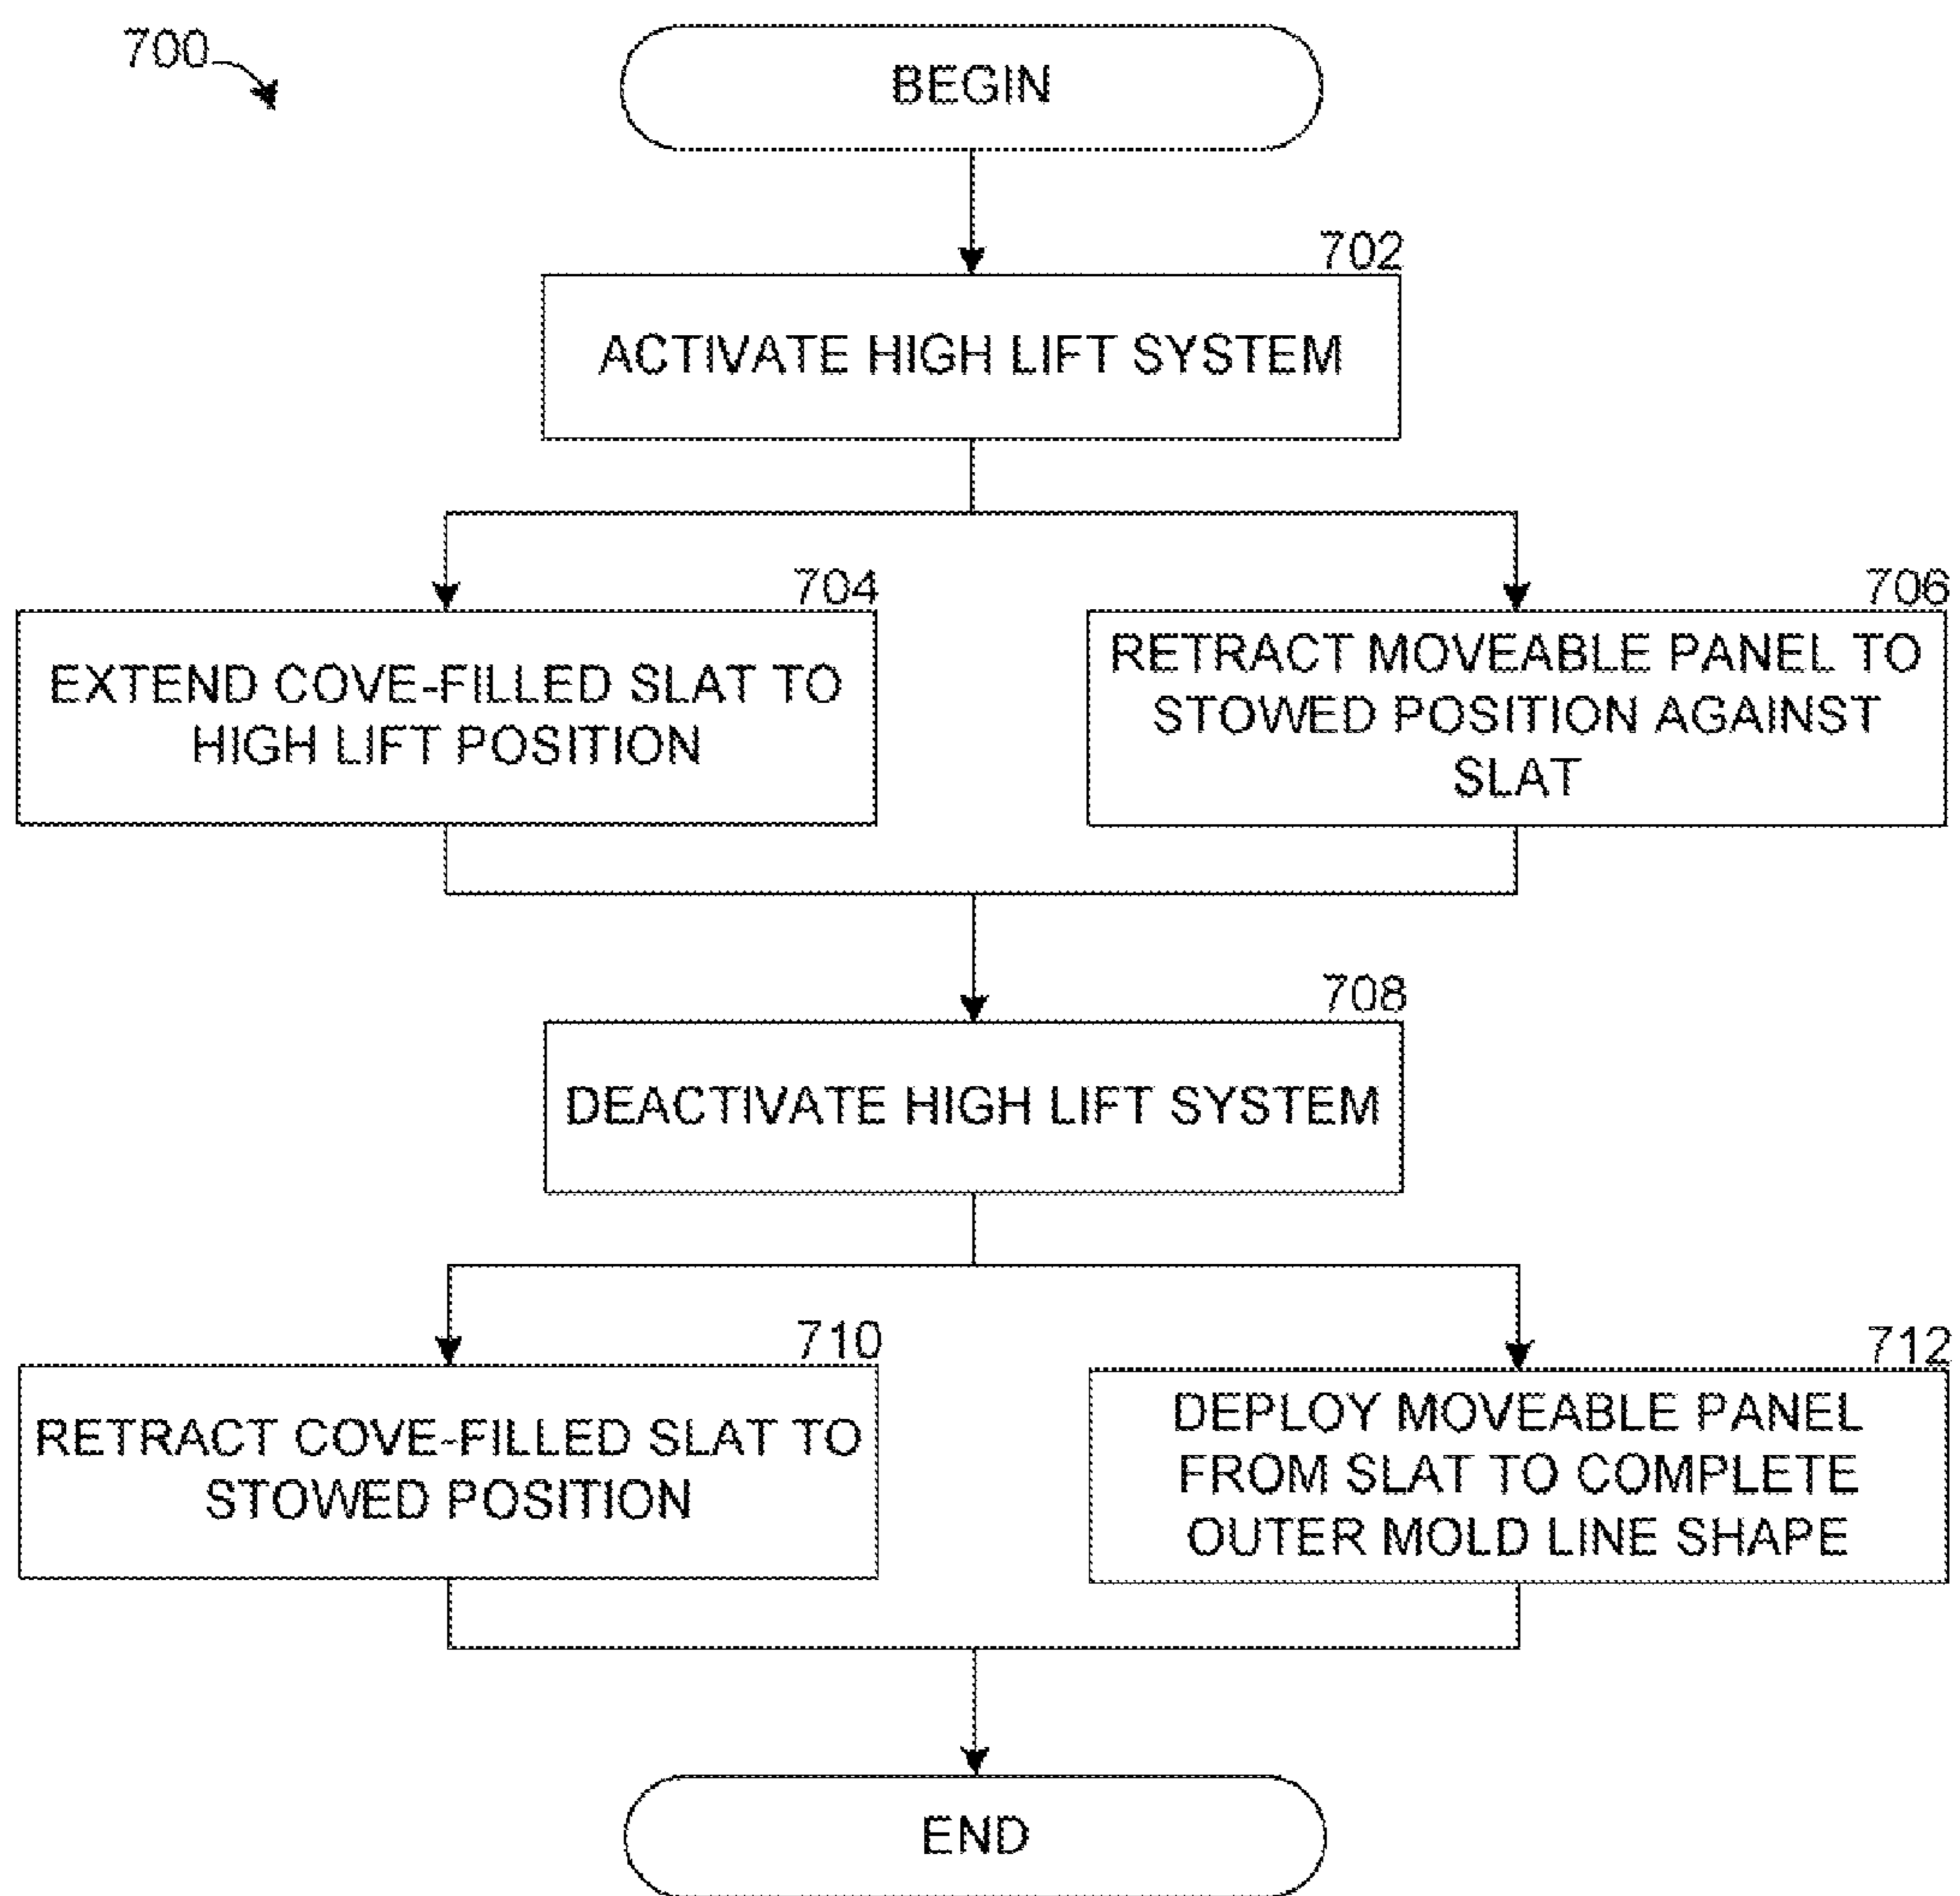 700
BEGIN
702
ACTIVATE HIGH LIFT SYSTEM
704
EXTEND COVE-FILLED SLAT TO
HIGH LIFT POSITION
706
RETRACT MOVEABLE PANEL TO
STOWED POSITION AGAINST
SLAT
708
DEACTIVATE HIGH LIFT SYSTEM
710
RETRACT COVE-FILLED SLAT TO
STOWED POSITION
712
DEPLOY MOVEABLE PANEL
FROM SLAT TO COMPLETE
OUTER MOLD LINE SHAPE
END